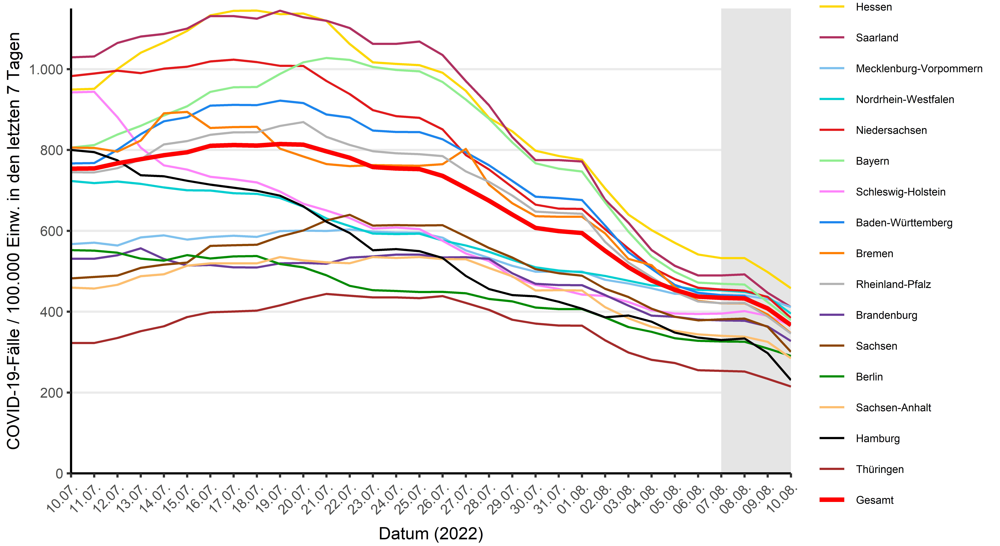 COVID-19-Fälle / 100.000 Einw. in den letzten 7 Tagen
1.000
800
600
400
200
0
10.07.
11.07.
12.07.
13.07.
14.07.
15.07.
16.07.
17.07.
18.07.
19.07.
20.07.
21.07.
22.07.
23.07.
24.07.
25.07.
26.07.
27.07.
28.07.
29.07.
30.07.
31.07.
01.08.
02.08.
03.08.
04.08.
05.08.
06.08.
07.08.
08.08.
09.08.
10.08.
Datum (2022)
Hessen
Saarland
Mecklenburg-Vorpommern
Nordrhein-Westfalen
Niedersachsen
Bayern
Schleswig-Holstein
Baden-Württemberg
Bremen
Rheinland-Pfalz
Brandenburg
Sachsen
Berlin
Sachsen-Anhalt
Hamburg
Thüringen
Gesamt